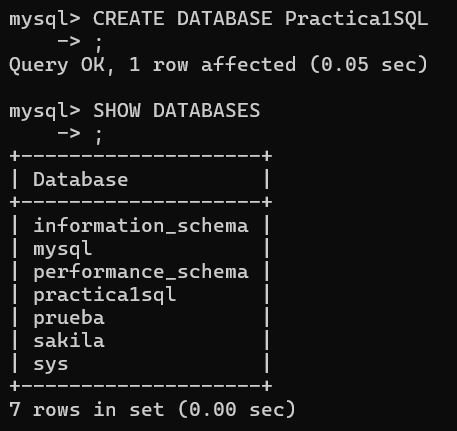 mysql> CREATE DATABASE Practica1SQL
    -> ;
Query OK, 1 row affected (0.05 sec)

mysql> SHOW DATABASES
    -> ;
+--------------------+
| Database           |
+--------------------+
| information_schema |
| mysql              |
| performance_schema |
| practica1sql       |
| prueba             |
| sakila             |
| sys                |
+--------------------+
7 rows in set (0.00 sec)